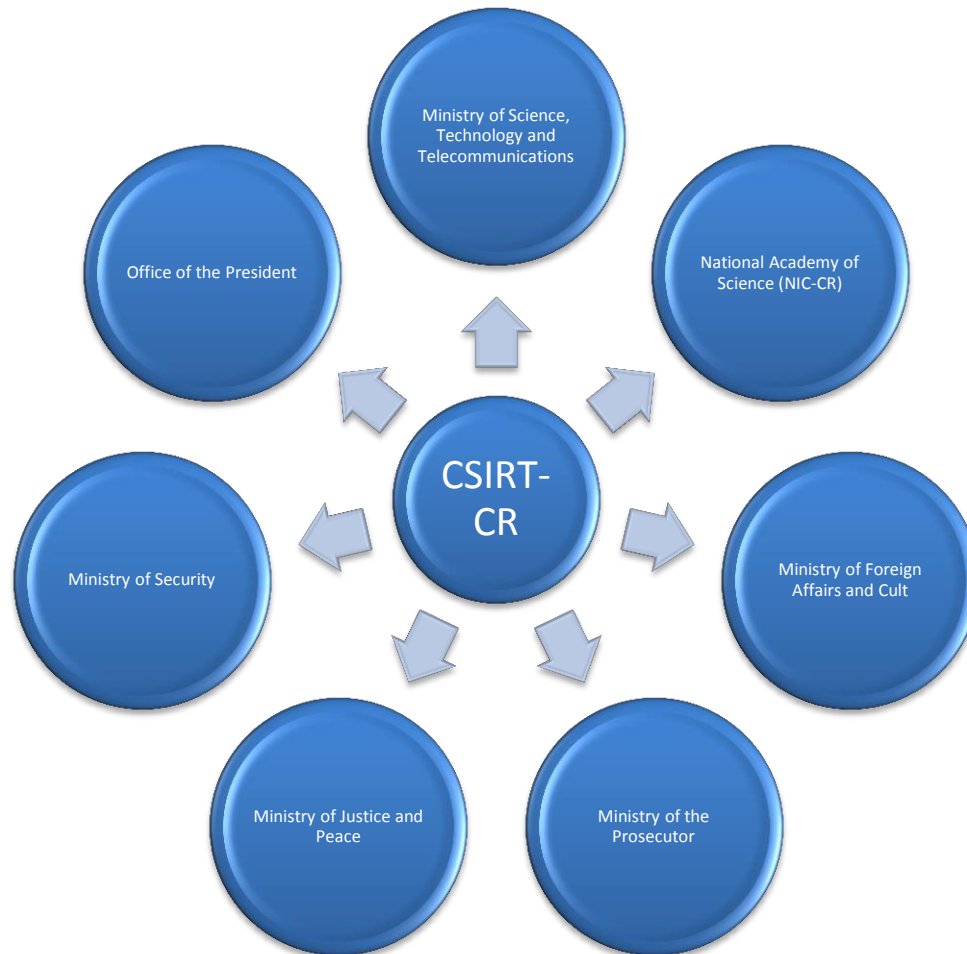 Ministry of Science,
Technology and
Telecommunications
National Academy of
Science (NIC-CR)
Ministry of Foreign
Affairs and Cult
Ministry of the
Prosecutor
Ministry of Justice and
Peace
Ministry of Security
Office of the President
CSIRT-
CR